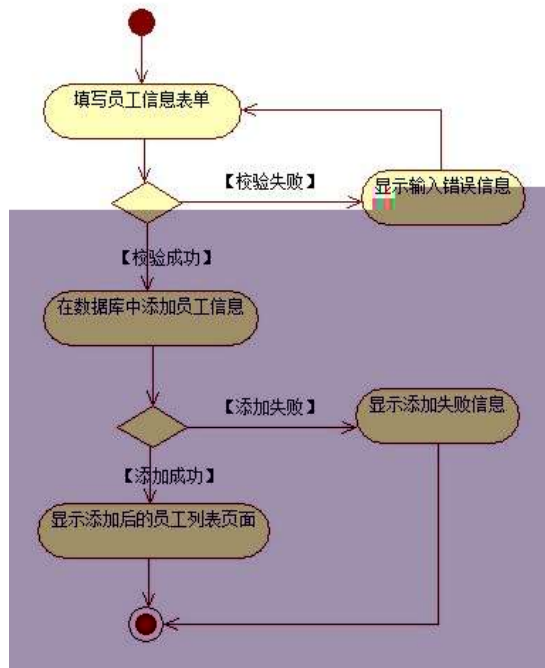 填写员工信息表单
【校验失败】
显示输入错误信息
【校验成功】
在数据库中添加员工信息
【添加失败】
显示添加失败信息
【添加成功】
显示添加后的员工列表页面